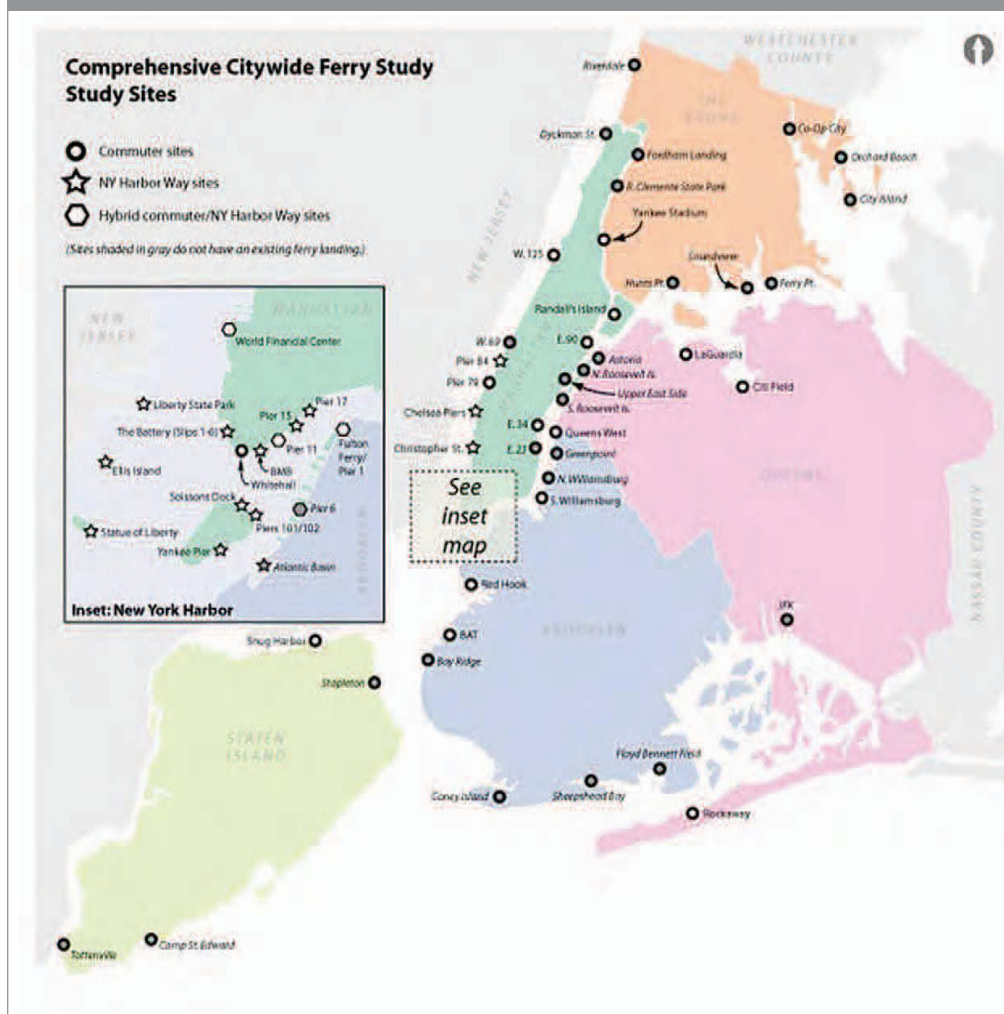 Comprehensive Citywide Ferry Study
Study Sites
Commuter sites
NY Harbor Way sites
Hybrid commuter/NY Harbor Way sites
(Sites shaded in gray do not have an existing ferry landing.)
WESTCHESTER
COUNTY
Riverdale
THE
BRONX
Dyckman St.
Co-Op City
Fordham Landing
Orchard Beach
R. Clemente State Park
City Island
Yankee Stadium
NEW JERSEY
W. 125
Soundview
Hunts Pt.
Ferry Pt.
Randall's Island
W. 69
E. 90
Pier 84
Astoria
LaGuardia
N. Roosevelt Is.
MANHATTAN
Pier 79
Upper East Side
Citi Field
S. Roosevelt Is.
Chelsea Piers
E. 34
Queens West
Christopher St.
E. 23
Greenpoint
QUEENS
N. Williamsburg
S. Williamsburg
See
inset
map
NASSAU COUNTY
Red Hook
JFK
BAT
BROOKLYN
Bay Ridge
Floyd Bennett Field
Coney Island
Sheepshead Bay
Rockaway
NEW
JERSEY
MANHATTAN
World Financial Center
Liberty State Park
Pier 17
Pier 15
The Battery (Slips 1-6)
Pier 11
Fulton
Ferry/
Pier 1
Ellis Island
BMB
Whitehall
Soissons Dock
Pier 6
Statue of Liberty
Piers 101/102
Yankee Pier
Atlantic Basin
BROOKLYN
Inset: New York Harbor
Snug Harbor
Stapleton
STATEN
ISLAND
Tottenville
Camp St. Edward